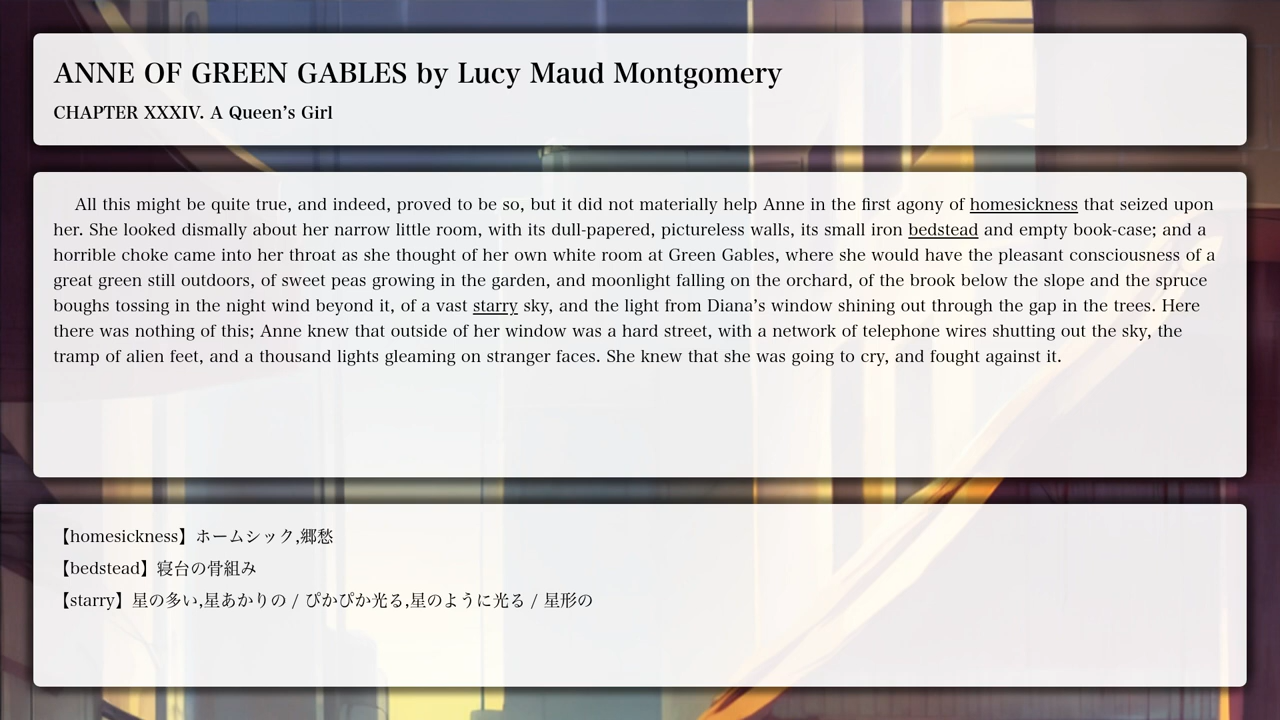 ANNE OF GREEN GABLES by Lucy Maud Montgomery
CHAPTER XXXIV. A Queen’s Girl
All this might be quite true, and indeed, proved to be so, but it did not materially help Anne in the first agony of homesickness that seized upon
her. She looked dismally about her narrow little room, with its dull-papered, pictureless walls, its small iron bedstead and empty book-case; and a
horrible choke came into her throat as she thought of her own white room at Green Gables, where she would have the pleasant consciousness of a
great green still outdoors, of sweet peas growing in the garden, and moonlight falling on the orchard, of the brook below the slope and the spruce
boughs tossing in the night wind beyond it, of a vast starry sky, and the light from Diana’s window shining out through the gap in the trees. Here
there was nothing of this; Anne knew that outside of her window was a hard street, with a network of telephone wires shutting out the sky, the
tramp of alien feet, and a thousand lights gleaming on stranger faces. She knew that she was going to cry, and fought against it.
【homesickness】ホームシック,郷愁
【bedstead】寝台の骨組み
【starry】星の多い,星あかりの / ぴかぴか光る,星のように光る / 星形の